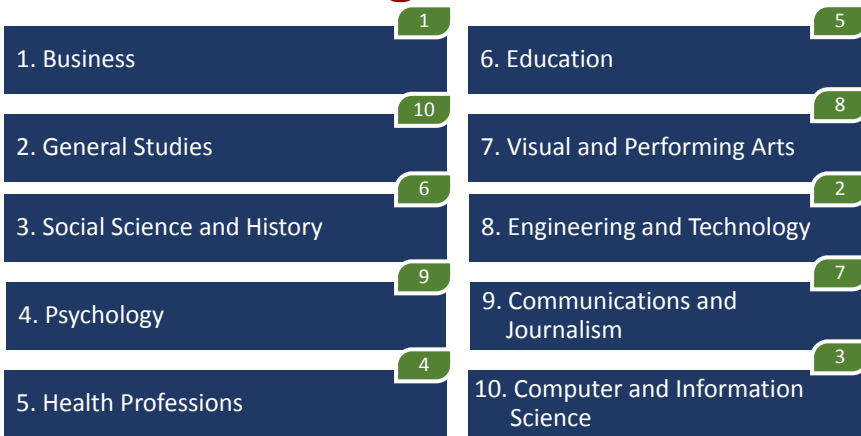 1
1. Business
10
2. General Studies
6
3. Social Science and History
9
4. Psychology
4
5. Health Professions
5
6. Education
8
7. Visual and Performing Arts
2
8. Engineering and Technology
7
9. Communications and
Journalism
3
10. Computer and Information
Science